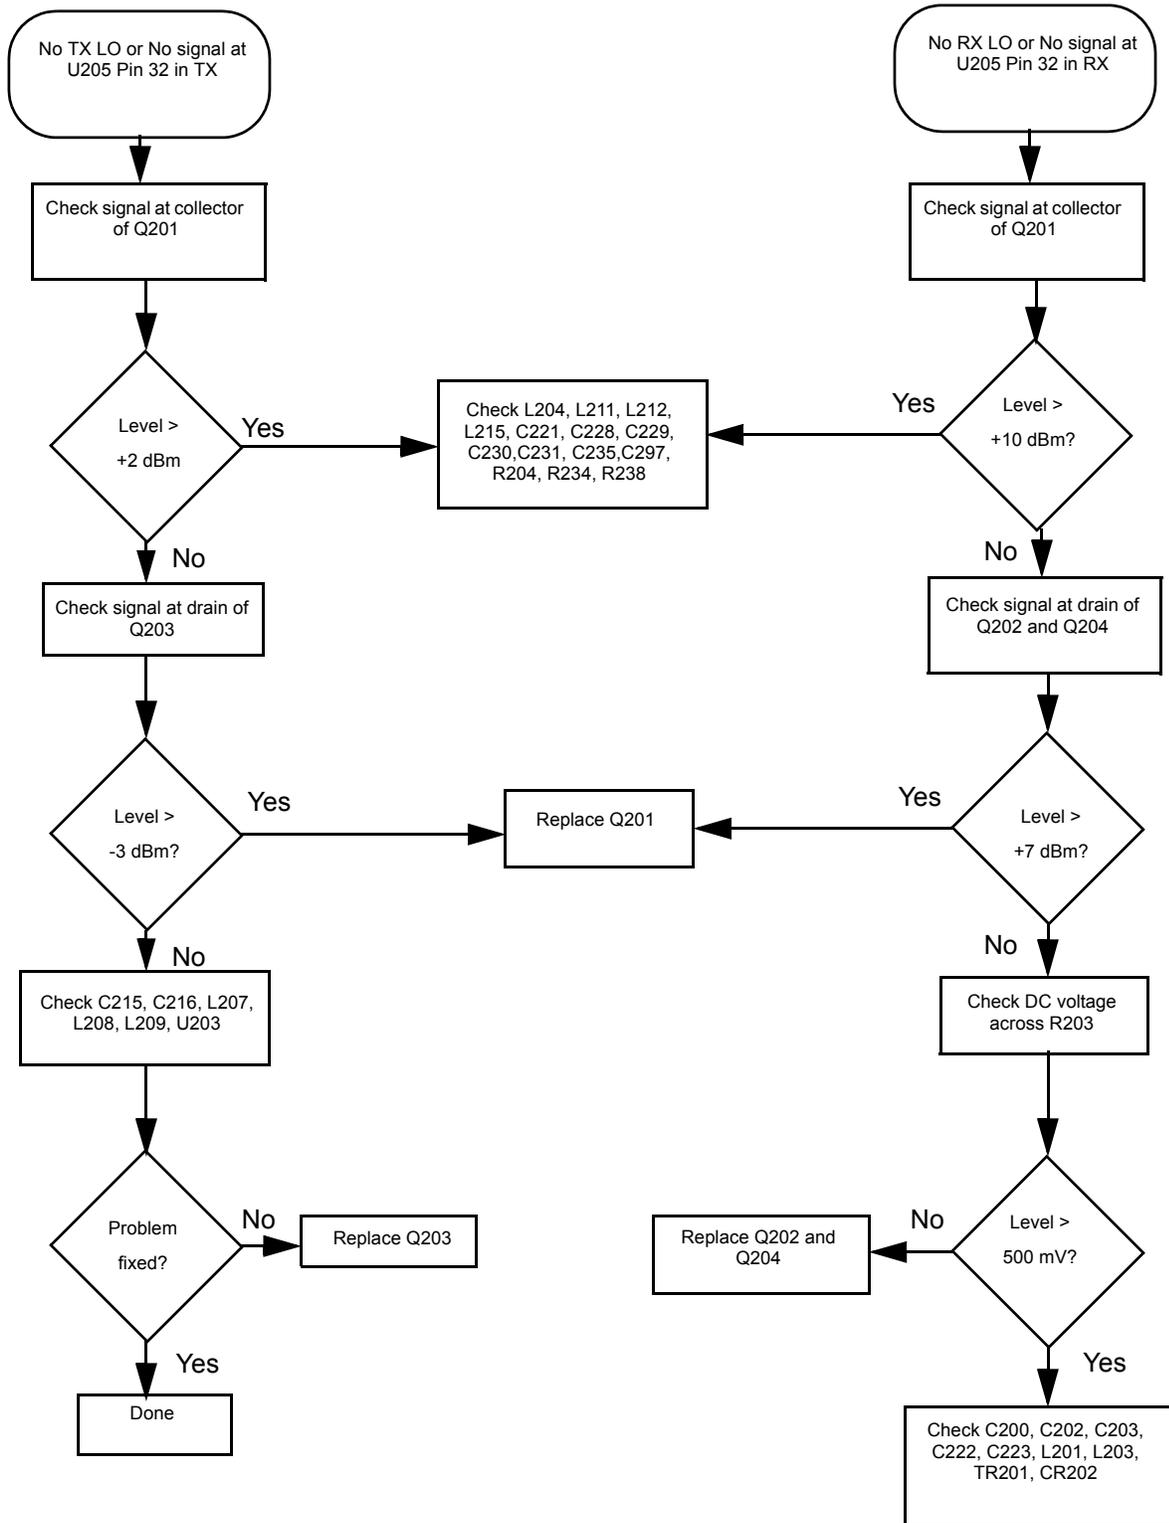 No TX LO or No signal at
U205 Pin 32 in TX
No RX LO or No signal at
U205 Pin 32 in RX
Check signal at collector
of Q201
Check signal at collector
of Q201
Level >
+2 dBm
Yes
Check L204, L211, L212,
L215, C221, C228, C229,
C230,C231, C235,C297,
R204, R234, R238
Yes
Level >
+10 dBm?
No
No
Check signal at drain of
Q203
Check signal at drain of
Q202 and Q204
Level >
-3 dBm?
Yes
Replace Q201
Yes
Level >
+7 dBm?
No
No
Check C215, C216, L207,
L208, L209, U203
Check DC voltage
across R203
Problem
fixed?
No
Replace Q203
Replace Q202 and
Q204
No
Level >
500 mV?
Yes
Yes
Done
Check C200, C202, C203,
C222, C223, L201, L203,
TR201, CR202